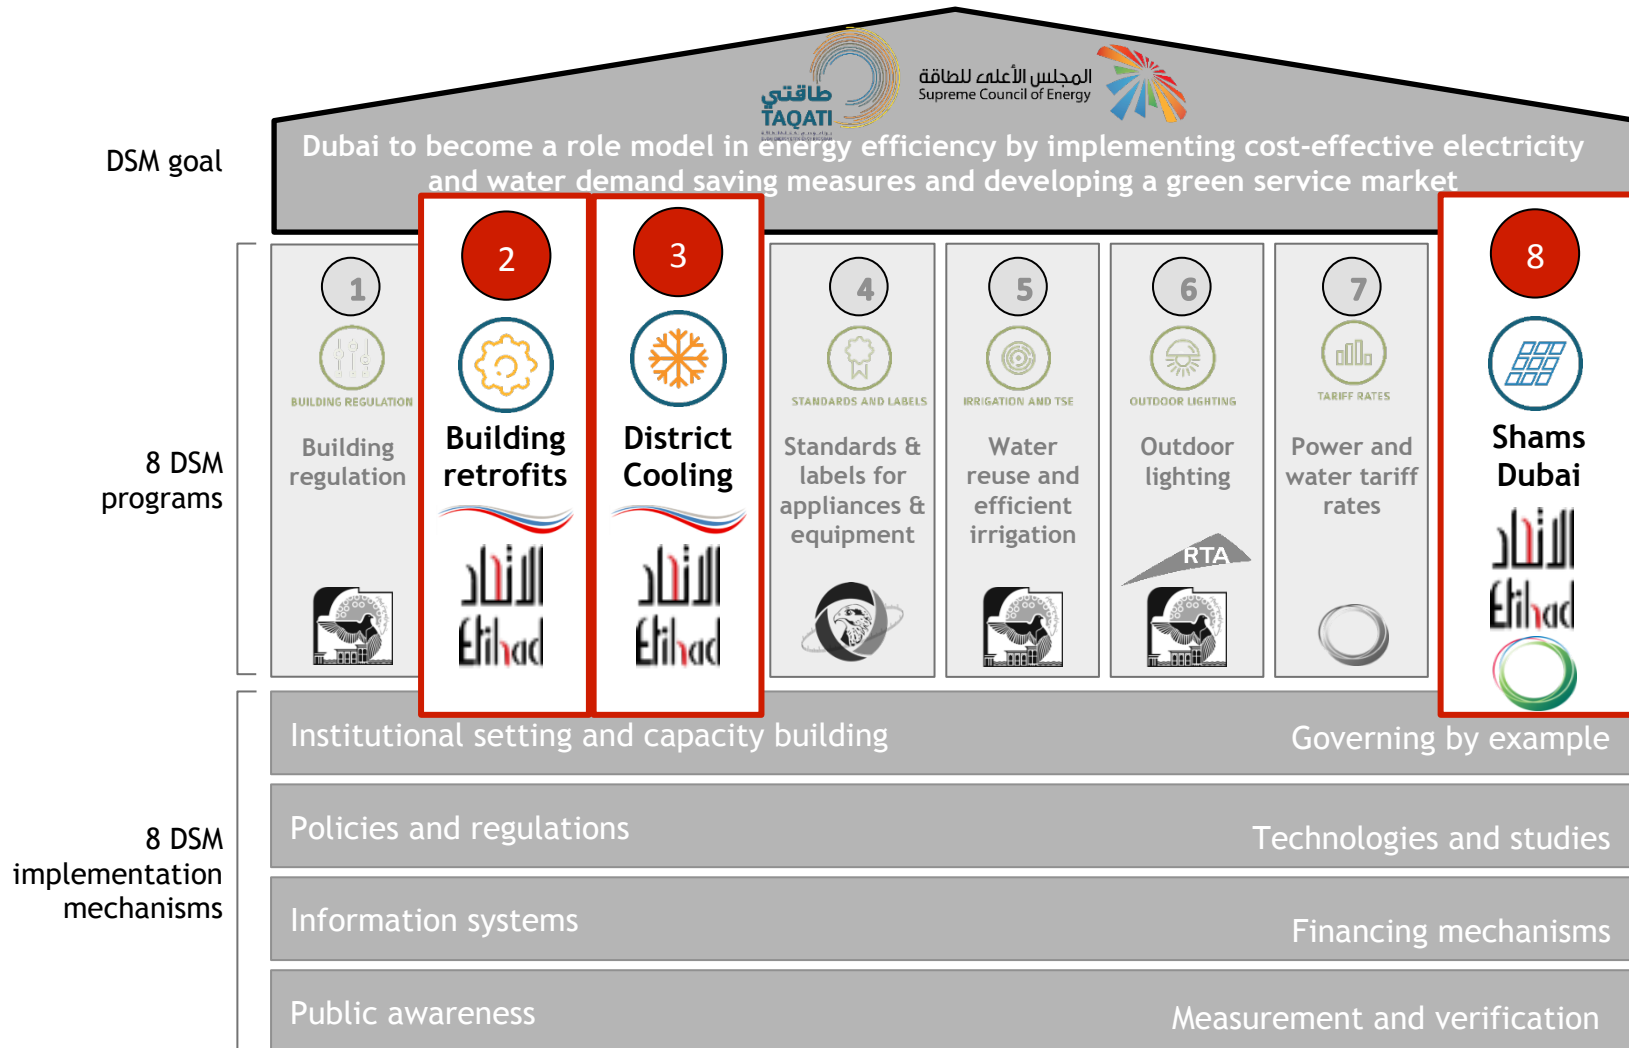 طاقتي
TAQATI
المجلس الأعلى للطاقة
Supreme Council of Energy
DSM goal
Dubai to become a role model in energy efficiency by implementing cost-effective electricity
and water demand saving measures and developing a green service market
8 DSM
programs
1
BUILDING REGULATION
Building
regulation
2
Building
retrofits
الاتحاد
Etihad
3
District
Cooling
الاتحاد
Etihad
4
STANDARDS AND LABELS
Standards &
labels for
appliances &
equipment
5
IRRIGATION AND TSE
Water
reuse and
efficient
irrigation
6
OUTDOOR LIGHTING
Outdoor
lighting
RTA
7
TARIFF RATES
Power and
water tariff
rates
8
Shams
Dubai
الاتحاد
Etihad
8 DSM
implementation
mechanisms
Institutional setting and capacity building
Governing by example
Policies and regulations
Technologies and studies
Information systems
Financing mechanisms
Public awareness
Measurement and verification